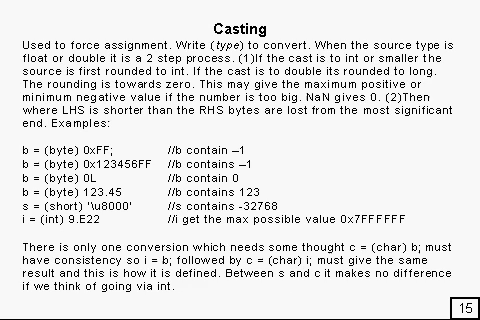 Casting
Used to force assignment. Write (type) to convert. When the source type is
float or double it is a 2 step process. (1)If the cast is to int or smaller the
source is first rounded to int. If the cast is to double its rounded to long.
The rounding is towards zero. This may give the maximum positive or
minimum negative value if the number is too big. NaN gives 0. (2)Then
where LHS is shorter than the RHS bytes are lost from the most significant
end. Examples:
b = (byte) 0xFF; //b contain –1
b = (byte) 0x123456FF //b contains –1
b = (byte) 0L //b contain 0
b = (byte) 123.45 //b contains 123
s = (short) '\u8000' //s contains -32768
i = (int) 9.E22 //i get the max possible value 0x7FFFFFF
There is only one conversion which needs some thought c = (char) b; must
have consistency so i = b; followed by c = (char) i; must give the same
result and this is how it is defined. Between s and c it makes no difference
if we think of going via int.
15